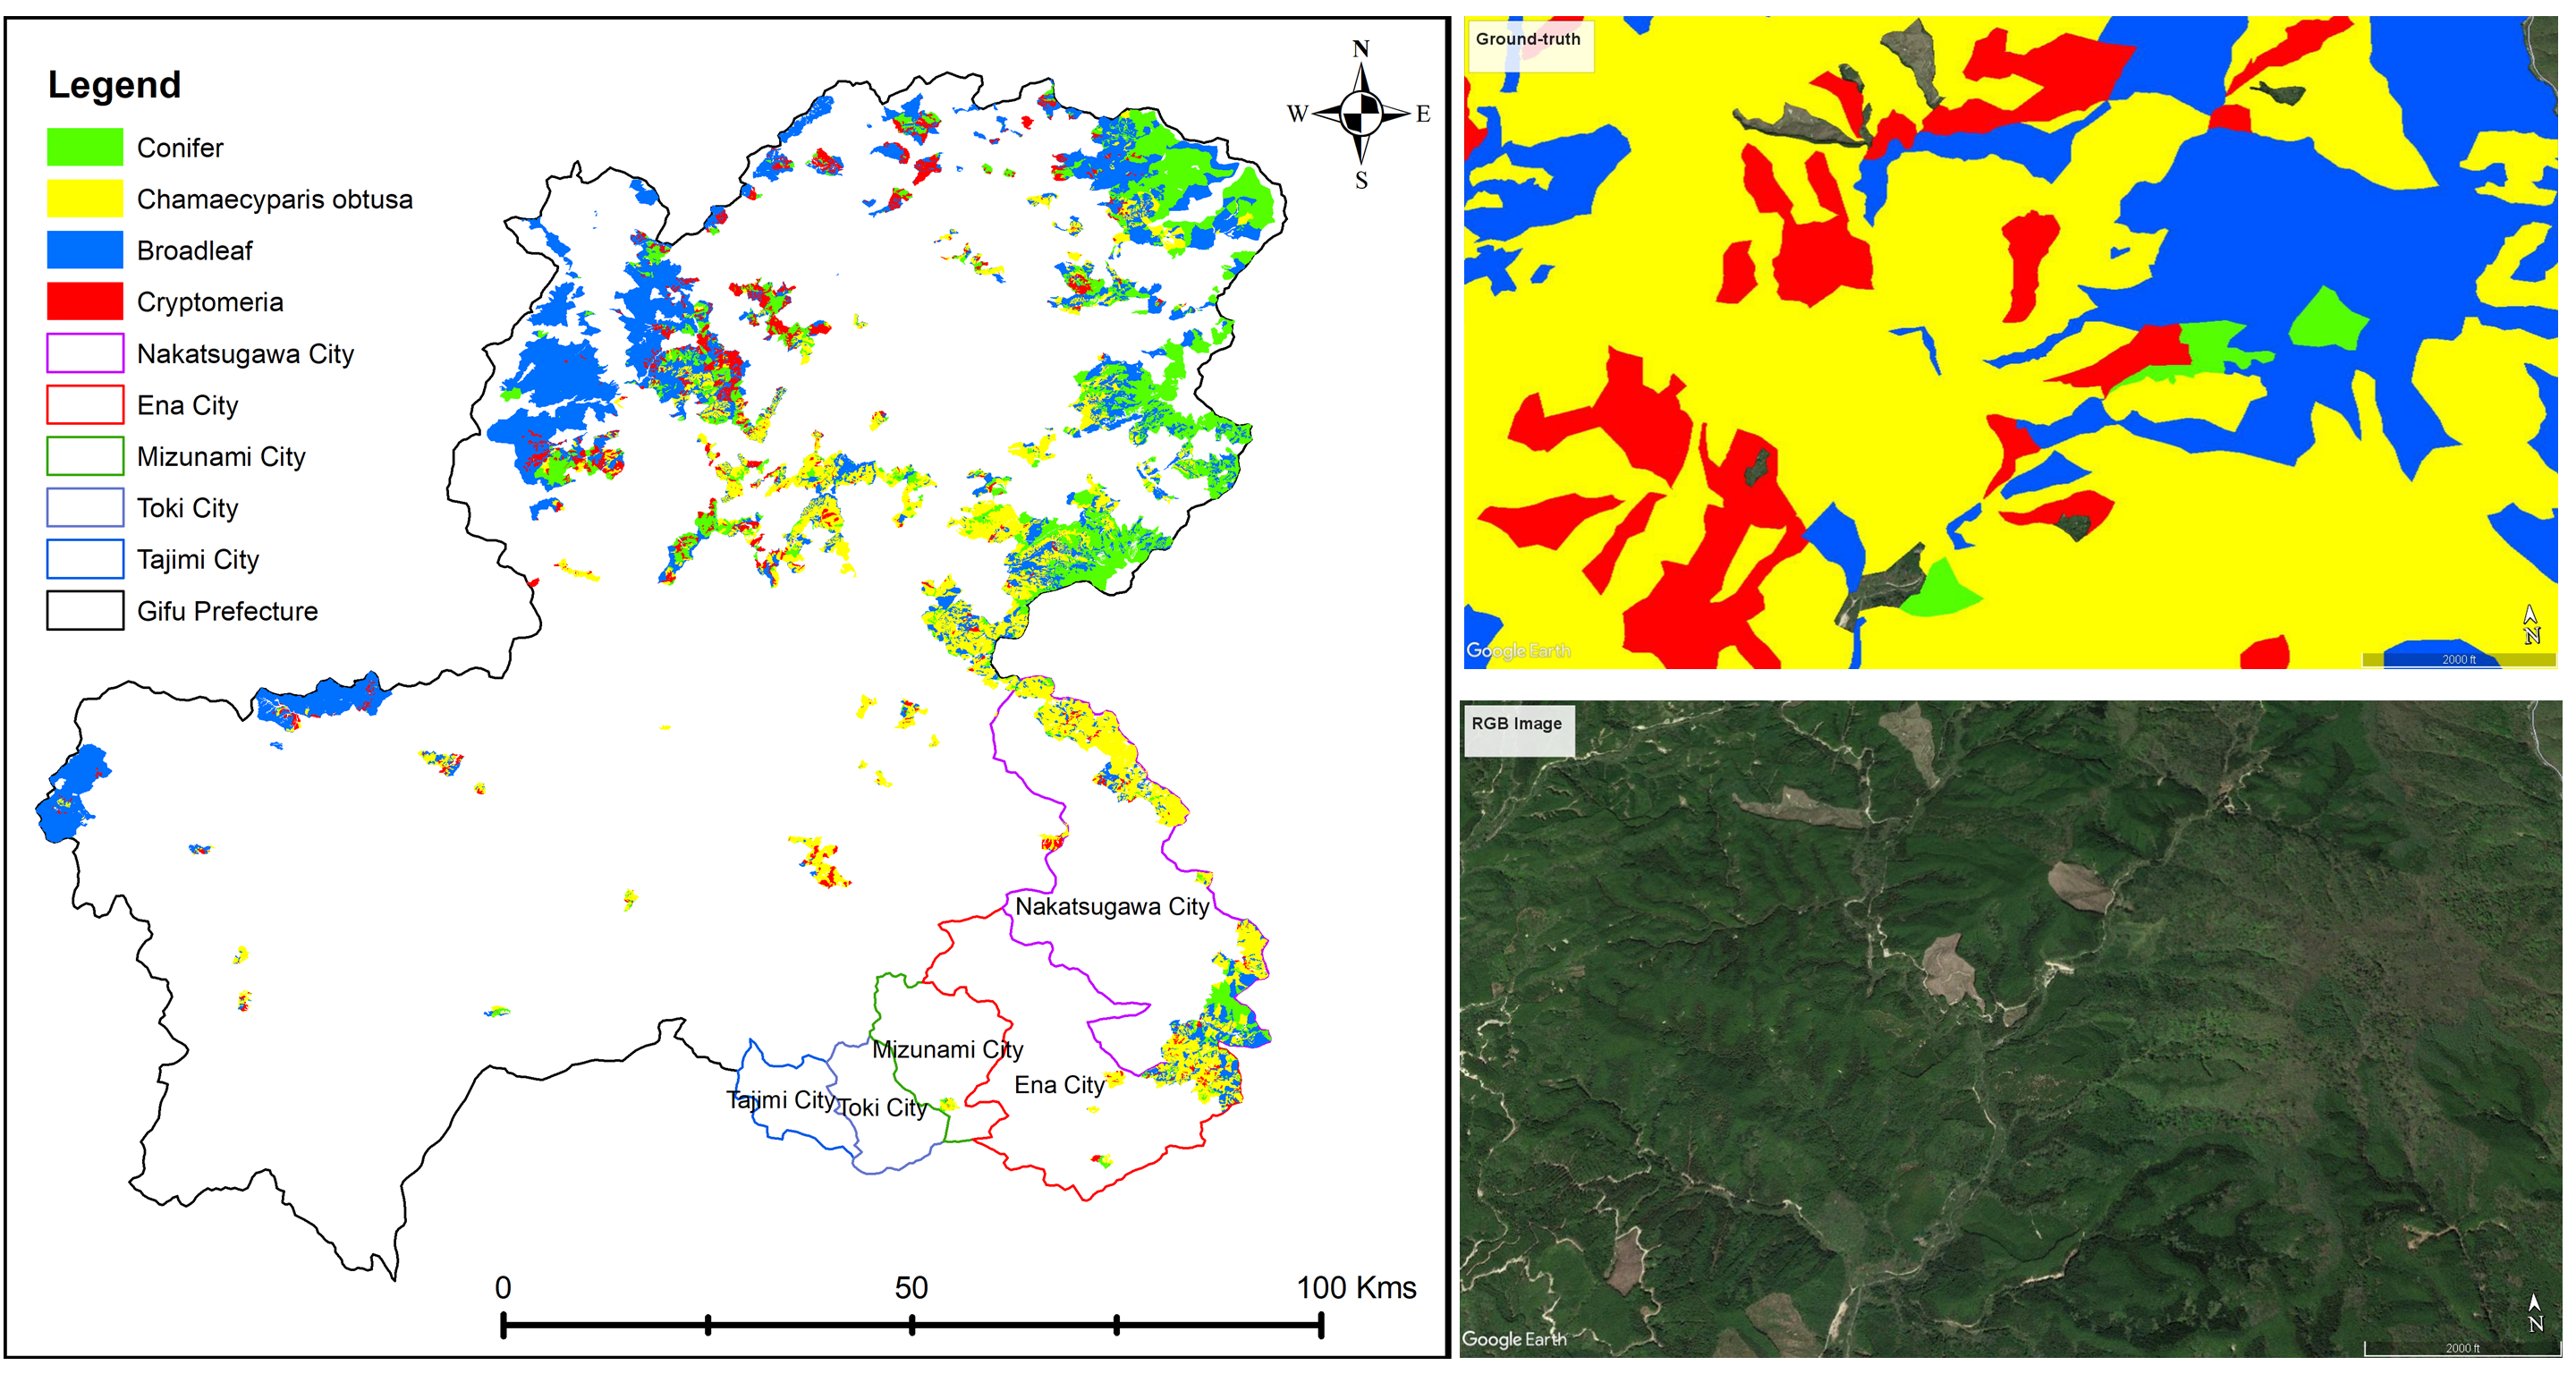 Legend
Conifer
Chamaecyparis obtusa
Broadleaf
Cryptomeria
Nakatsugawa City
Ena City
Mizunami City
Toki City
Tajimi City
Gifu Prefecture
N
W E
S
Nakatsugawa City
Mizunami City
Ena City
Tajimi City
Toki City
0 50 100 Kms
Ground-truth
N
Google Earth
2000 ft
RGB Image
N
Google Earth
2000 ft